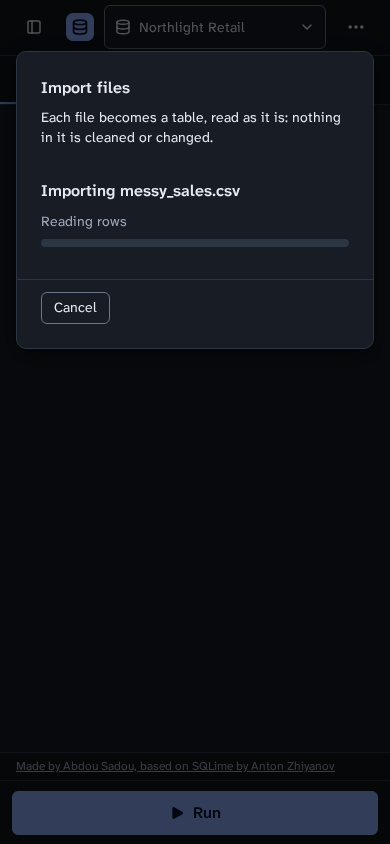 Northlight Retail
Import files
Each file becomes a table, read as it is: nothing
in it is cleaned or changed.
Importing messy_sales.csv
Reading rows
Cancel
Made by Abdou Sadou, based on SQLime by Anton Zhiyanov
Run